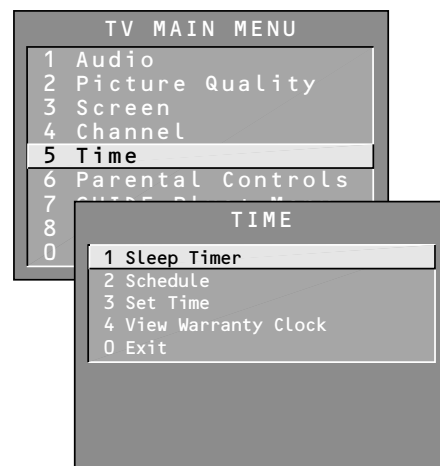 TV MAIN MENU
1 Audio
2 Picture Quality
3 Screen
4 Channel
5 Time
6 Parental Controls
7
8
0
TIME
1 Sleep Timer
2 Schedule
3 Set Time
4 View Warranty Clock
0 Exit